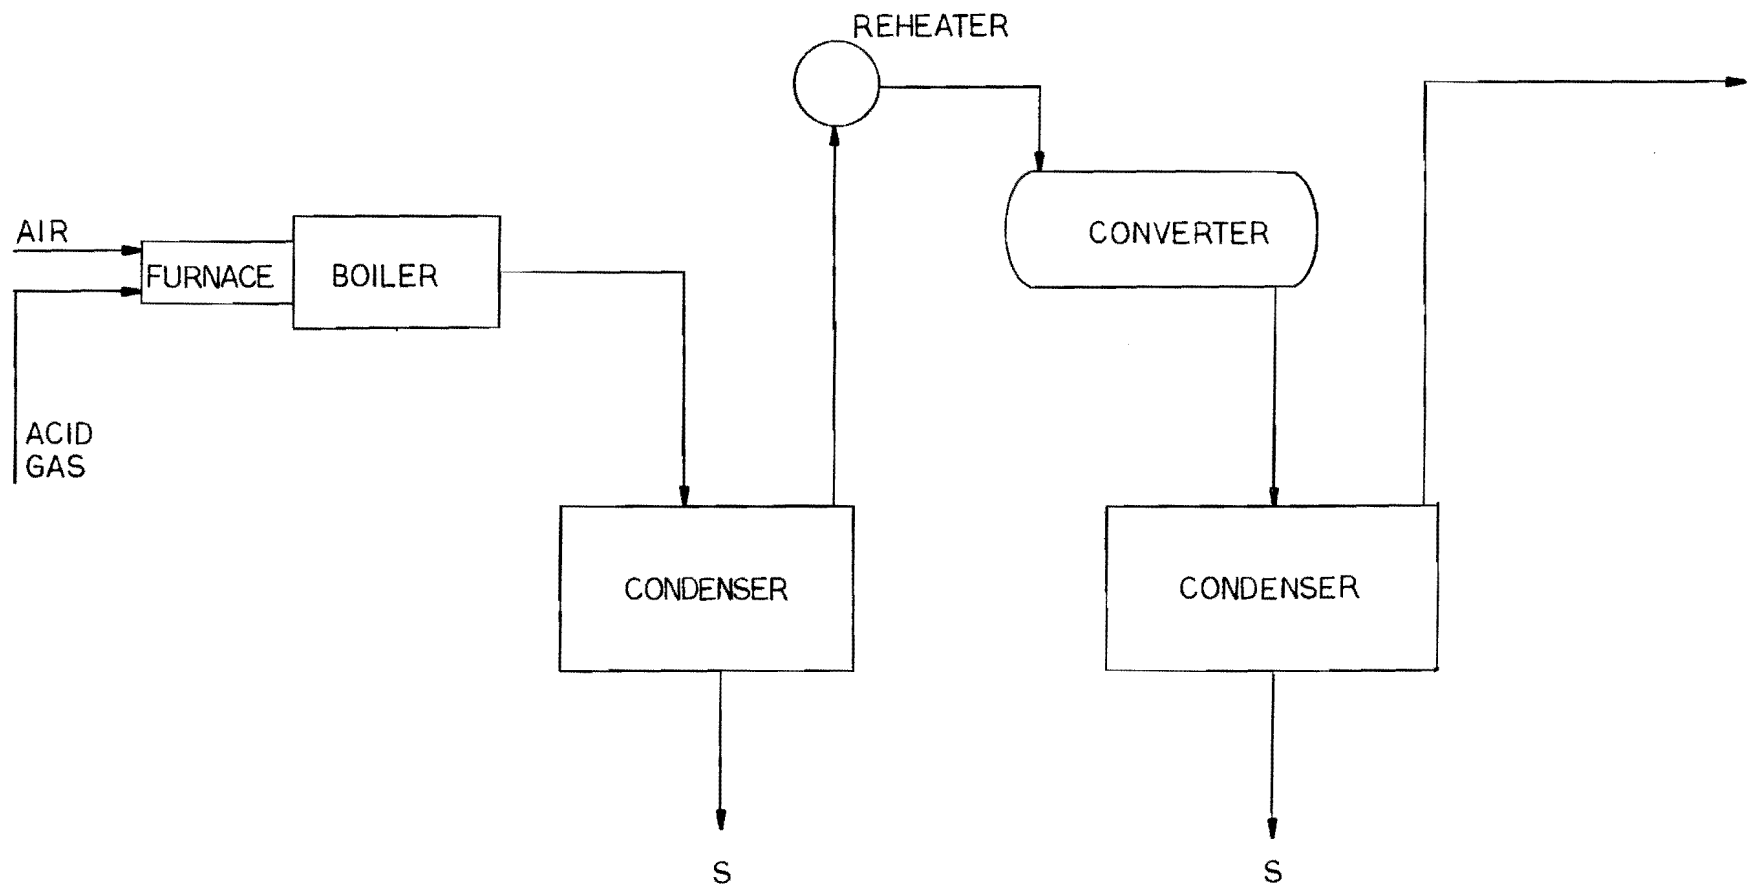 REHEATER
AIR
FURNACE
BOILER
CONVERTER
ACID
GAS
CONDENSER
CONDENSER
S
S